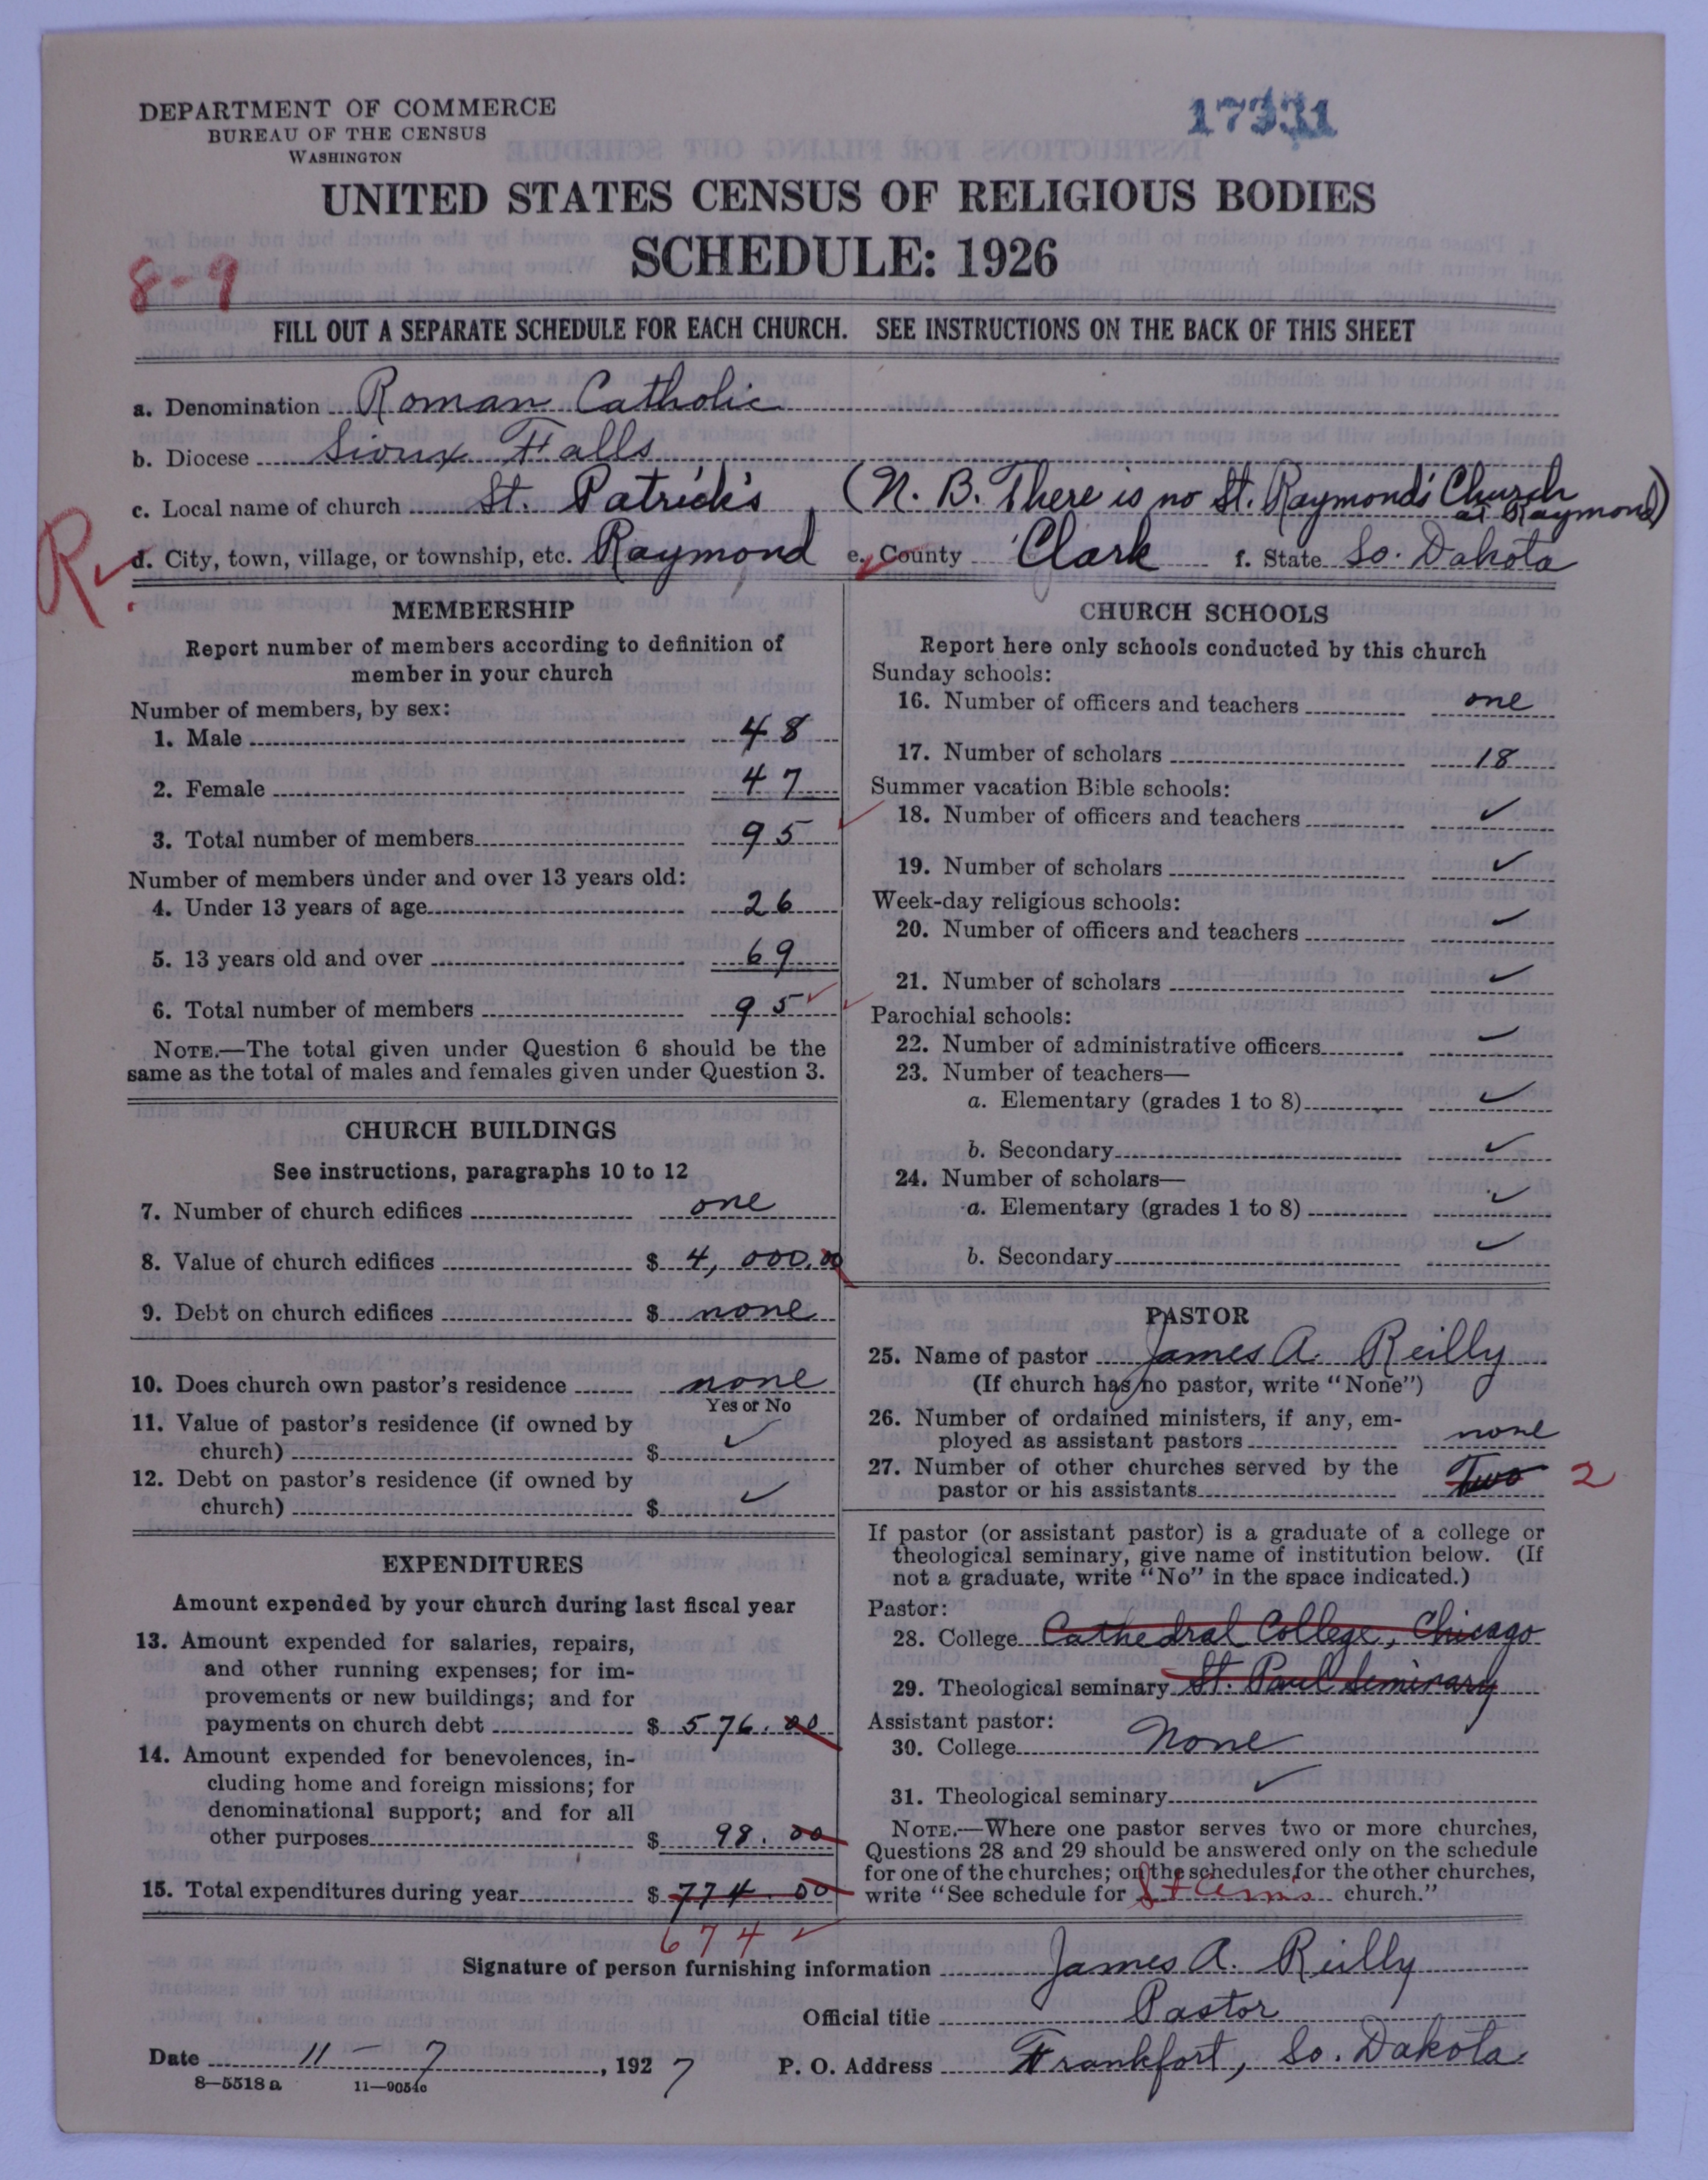 DEPARTMENT OF COMMERCE
BUREAU OF THE CENSUS
WASHINGTON
17331
UNITED STATES CENSUS OF RELIGIOUS BODIES
SCHEDULE: 1926
8-9
FILL OUT A SEPARATE SCHEDULE FOR EACH CHURCH. SEE INSTRUCTIONS ON THE BACK OF THIS SHEET
a. Denomination Roman Catholic
b. Diocese Sioux Falls
c. Local name of church St. Patrick's (N. B. There is no St. Raymond's Church at Raymond)
R. d. City, town, village, or township, etc. Raymond e. County Clark f. State So. Dakota
MEMBERSHIP
Report number of members according to definition of
member in your church
Number of members, by sex:
1. Male 48
2. Female 47
3. Total number of members 95
Number of members under and over 13 years old:
4. Under 13 years of age 26
5. 13 years old and over 69
6. Total number of members 95
NOTE.—The total given under Question 6 should be the
same as the total of males and females given under Question 3.
CHURCH BUILDINGS
See instructions, paragraphs 10 to 12
7. Number of church edifices one
8. Value of church edifices $ 4,000.00
9. Debt on church edifices $ none
10. Does church own pastor's residence none
Yes or No
11. Value of pastor's residence (if owned by
church) $ ✓
12. Debt on pastor's residence (if owned by
church) $ ✓
EXPENDITURES
Amount expended by your church during last fiscal year
13. Amount expended for salaries, repairs,
and other running expenses; for im-
provements or new buildings; and for
payments on church debt $ 576.00
14. Amount expended for benevolences, in-
cluding home and foreign missions; for
denominational support; and for all
other purposes $ 98.00
15. Total expenditures during year $ 774.00
674 ✓
CHURCH SCHOOLS
Report here only schools conducted by this church
Sunday schools:
16. Number of officers and teachers one
17. Number of scholars 18
Summer vacation Bible schools:
18. Number of officers and teachers ✓
19. Number of scholars ✓
Week-day religious schools:
20. Number of officers and teachers ✓
21. Number of scholars ✓
Parochial schools:
22. Number of administrative officers ✓
23. Number of teachers—
a. Elementary (grades 1 to 8) ✓
b. Secondary ✓
24. Number of scholars—
a. Elementary (grades 1 to 8) ✓
b. Secondary ✓
PASTOR
25. Name of pastor James A. Reilly
(If church has no pastor, write "None")
26. Number of ordained ministers, if any, em-
ployed as assistant pastors none
27. Number of other churches served by the
pastor or his assistants Two 2
If pastor (or assistant pastor) is a graduate of a college or
theological seminary, give name of institution below. (If
not a graduate, write "No" in the space indicated.)
Pastor:
28. College Cathedral College, Chicago
29. Theological seminary St. Paul Seminary
Assistant pastor:
30. College None
31. Theological seminary ✓
NOTE.—Where one pastor serves two or more churches,
Questions 28 and 29 should be answered only on the schedule
for one of the churches; on the schedules for the other churches,
write "See schedule for St church."
Signature of person furnishing information James A. Reilly
Official title Pastor
Date 11 - 7, 1927 P. O. Address Frankfort, So. Dakota
8—5518 a 11—9054c